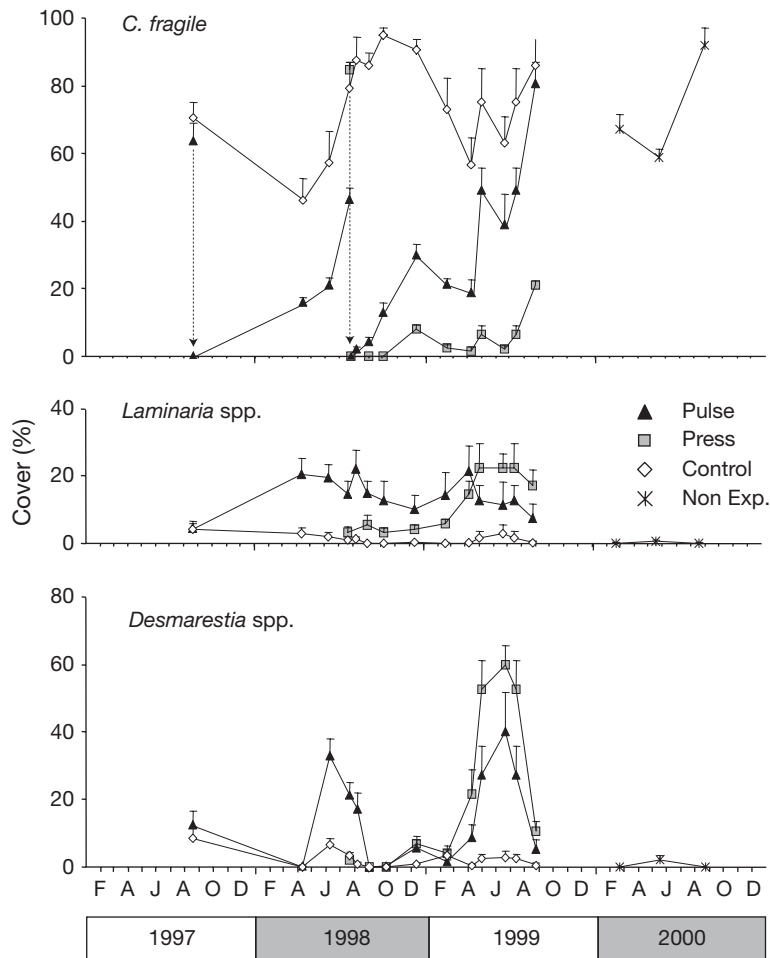 C. fragile
100
80
60
40
20
0
Laminaria spp.
40
20
0
Pulse
Press
Control
Non Exp.
Cover (%)
Desmarestia spp.
80
60
40
20
0
F A J A O D F A J A O D F A J A O D F A J A O D
1997 1998 1999 2000